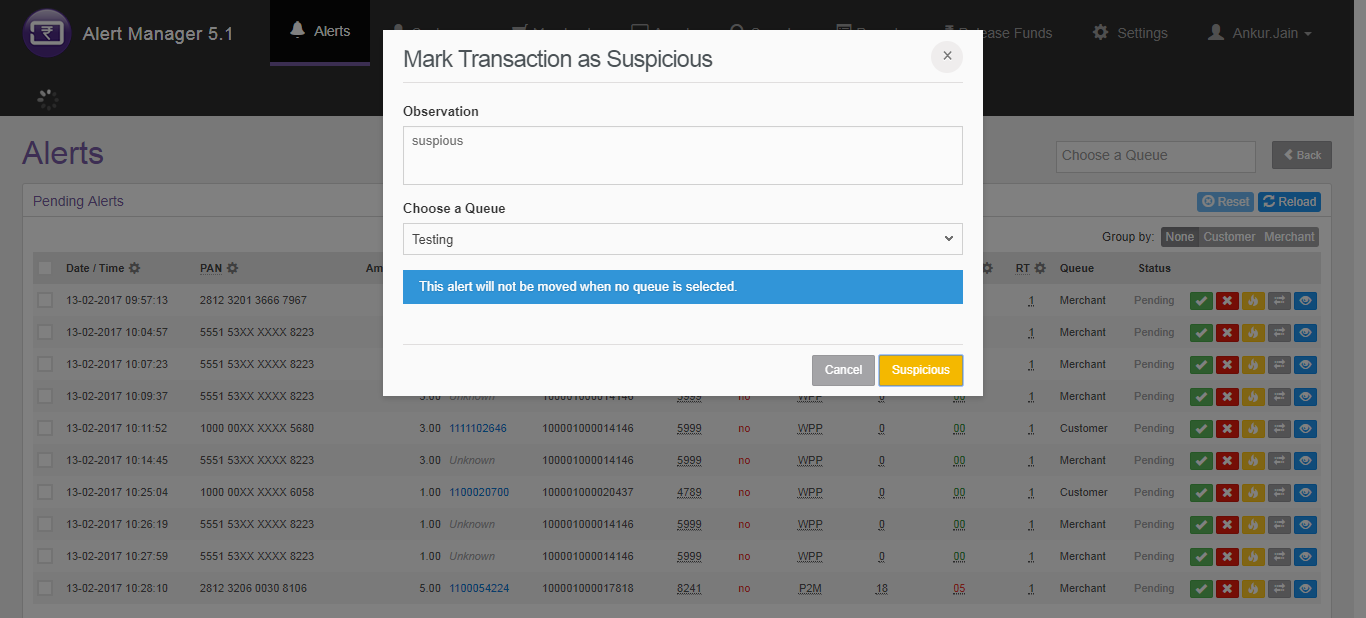 Alert Manager 5.1
Alerts
Release Funds
Settings
Ankur.Jain
Mark Transaction as Suspicious
×
Observation
suspious
Choose a Queue
Testing
This alert will not be moved when no queue is selected.
Cancel Suspicious
Alerts
Choose a Queue
Back
Pending Alerts
Reset Reload
Group by: None Customer Merchant
Date / Time PAN RT Queue Status
13-02-2017 09:57:13 2812 3201 3666 7967 1 Merchant Pending
13-02-2017 10:04:57 5551 53XX XXXX 8223 1 Merchant Pending
13-02-2017 10:07:23 5551 53XX XXXX 8223 1 Merchant Pending
13-02-2017 10:09:37 5551 53XX XXXX 8223 3.00 Unknown 100001000014146 5999 no WPP 0 00 1 Merchant Pending
13-02-2017 10:11:52 1000 00XX XXXX 5680 3.00 1111102646 100001000014146 5999 no WPP 0 00 1 Customer Pending
13-02-2017 10:14:45 5551 53XX XXXX 8223 3.00 Unknown 100001000014146 5999 no WPP 0 00 1 Merchant Pending
13-02-2017 10:25:04 1000 00XX XXXX 6058 1.00 1100020700 100001000020437 4789 no WPP 0 00 1 Customer Pending
13-02-2017 10:26:19 5551 53XX XXXX 8223 1.00 Unknown 100001000014146 5999 no WPP 0 00 1 Merchant Pending
13-02-2017 10:27:59 5551 53XX XXXX 8223 1.00 Unknown 100001000014146 5999 no WPP 0 00 1 Merchant Pending
13-02-2017 10:28:10 2812 3206 0030 8106 5.00 1100054224 100001000017818 8241 no P2M 18 05 1 Merchant Pending